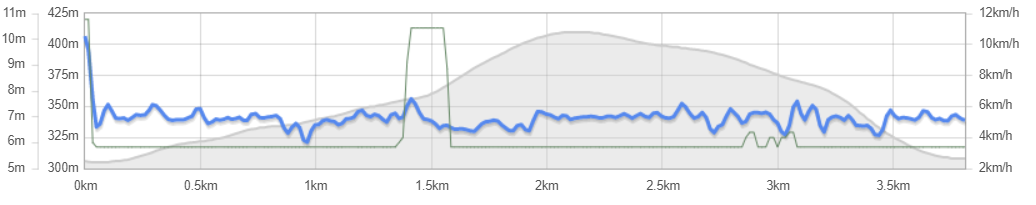 11m 425m 12km/h
10m 400m 10km/h
9m
8m 375m 8km/h
7m 350m 6km/h
6m 325m 4km/h
5m 300m 2km/h
0km 0.5km 1km 1.5km 2km 2.5km 3km 3.5km